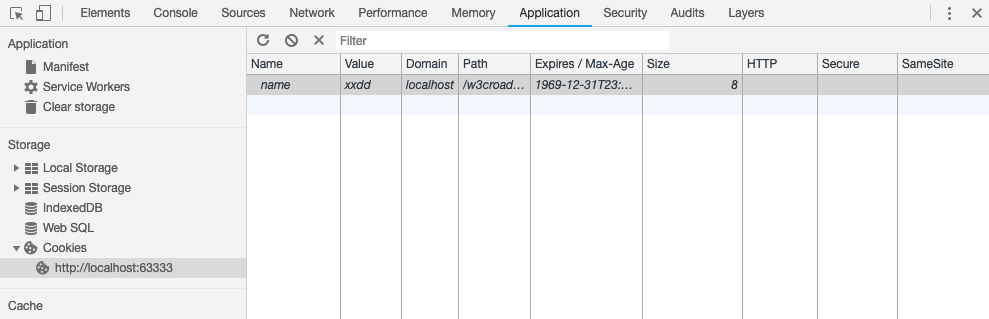 Elements Console Sources Network Performance Memory Application Security Audits Layers
Application
Manifest
Service Workers
Clear storage
Storage
Local Storage
Session Storage
IndexedDB
Web SQL
Cookies
http://localhost:63333
Cache
Filter
Name Value Domain Path Expires / Max-Age Size HTTP Secure SameSite
name xxdd localhost /w3croad... 1969-12-31T23:... 8